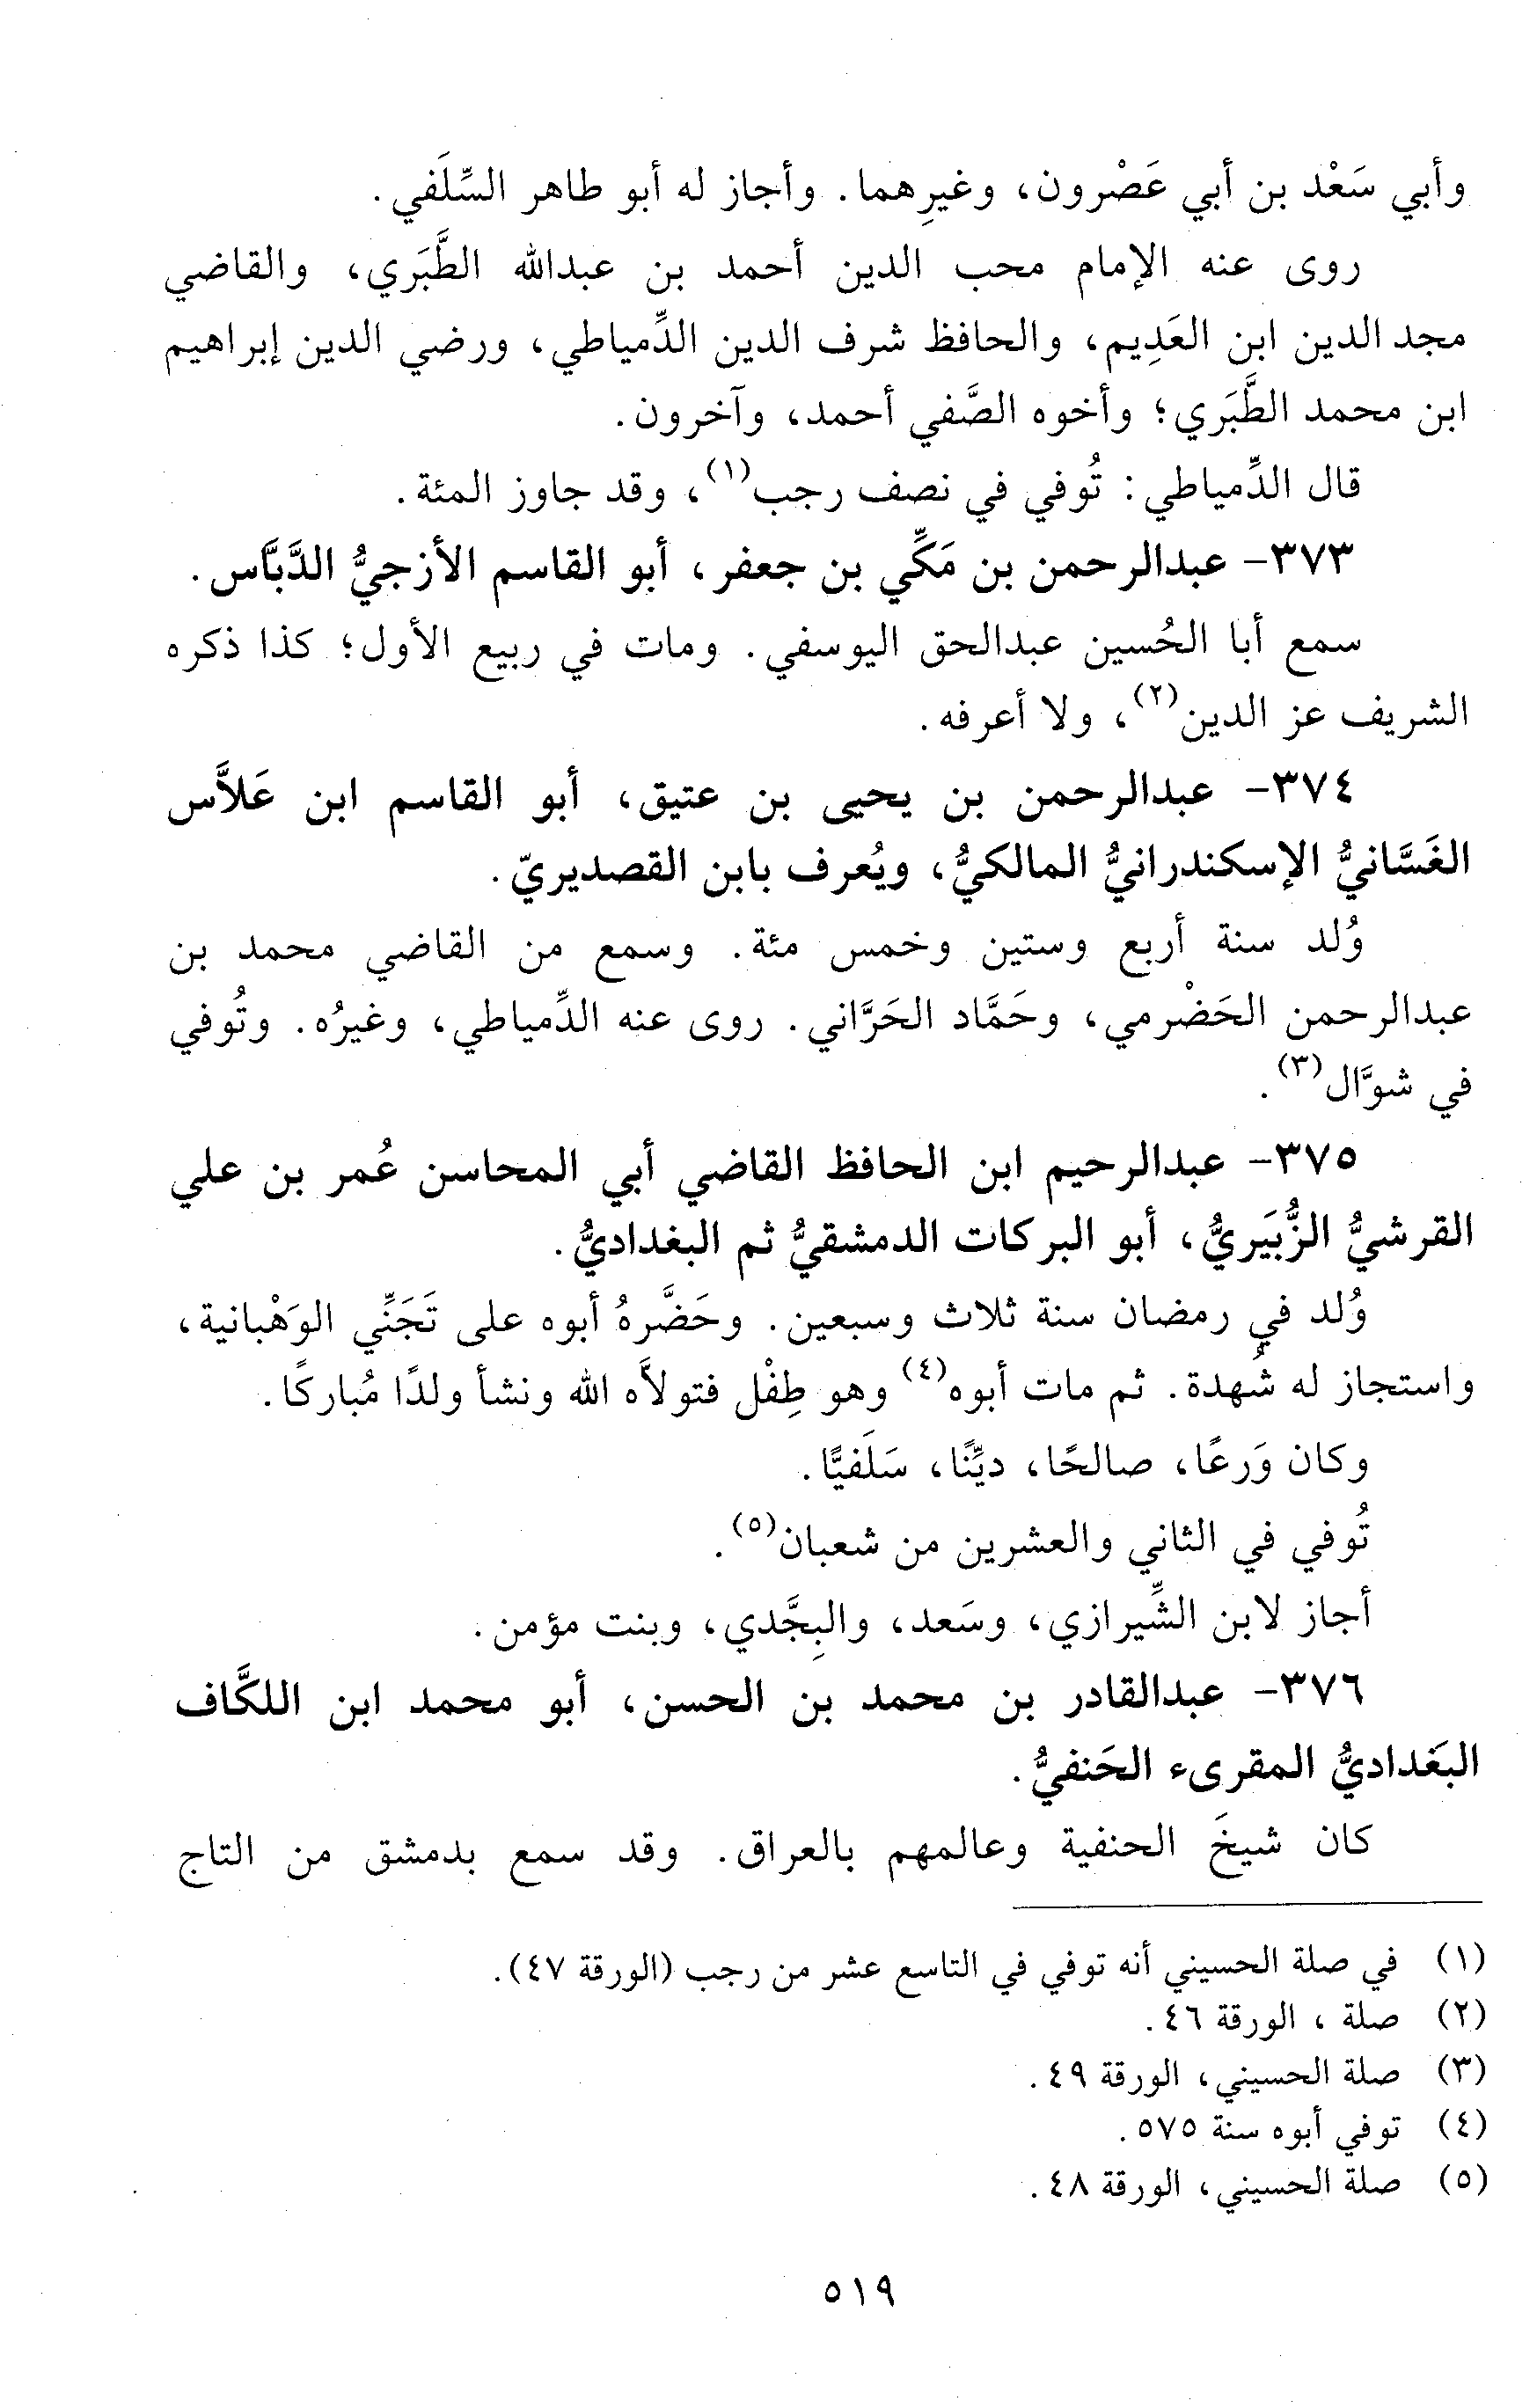 وأبي سَعْد بن أبي عَصْرون، وغيرِهما. وأجاز له أبو طاهر السِّلَفي.
روى عنه الإمام محب الدين أحمد بن عبدالله الطَّبَري، والقاضي
مجد الدين ابن العَدِيم، والحافظ شرف الدين الدِّمياطي، ورضي الدين إبراهيم
ابن محمد الطَّبَري؛ وأخوه الصَّفي أحمد، وآخرون.
قال الدِّمياطي: تُوفي في نصف رجب(١)، وقد جاوز المئة.
٣٧٣- عبدالرحمن بن مَكِّي بن جعفر، أبو القاسم الأزجيُّ الدَّبَّاس.
سمع أبا الحُسين عبدالحق اليوسفي. ومات في ربيع الأول؛ كذا ذكره
الشريف عز الدين(٢)، ولا أعرفه.
٣٧٤- عبدالرحمن بن يحيى بن عتيق، أبو القاسم ابن عَلاَّس
الغَسَّانيُّ الإسكندرانيُّ المالكيُّ، ويُعرف بابن القصديريّ.
وُلد سنة أربع وستين وخمس مئة. وسمع من القاضي محمد بن
عبدالرحمن الحَضْرمي، وحَمَّاد الحَرَّاني. روى عنه الدِّمياطي، وغيرُه. وتُوفي
في شوَّال(٣).
٣٧٥- عبدالرحيم ابن الحافظ القاضي أبي المحاسن عُمر بن علي
القرشيُّ الزُّبَيريُّ، أبو البركات الدمشقيُّ ثم البغداديُّ.
وُلد في رمضان سنة ثلاث وسبعين. وحَضَّرهُ أبوه على تَجَنِّي الوَهْبانية،
واستجاز له شُهدة. ثم مات أبوه(٤) وهو طِفْل فتولاَّه الله ونشأ ولدًا مُباركًا.
وكان وَرعًا، صالحًا، ديِّنًا، سَلَفيًّا.
تُوفي في الثاني والعشرين من شعبان(٥).
أجاز لابن الشِّيرازي، وسَعد، والبِجَّدي، وبنت مؤمن.
٣٧٦- عبدالقادر بن محمد بن الحسن، أبو محمد ابن اللكَّاف
البَغداديُّ المقرىء الحَنفيُّ.
كان شيخَ الحنفية وعالمهم بالعراق. وقد سمع بدمشق من التاج
(١) في صلة الحسيني أنه توفي في التاسع عشر من رجب (الورقة ٤٧).
(٢) صلة ، الورقة ٤٦.
(٣) صلة الحسيني، الورقة ٤٩.
(٤) توفي أبوه سنة ٥٧٥.
(٥) صلة الحسيني، الورقة ٤٨.
٥١٩